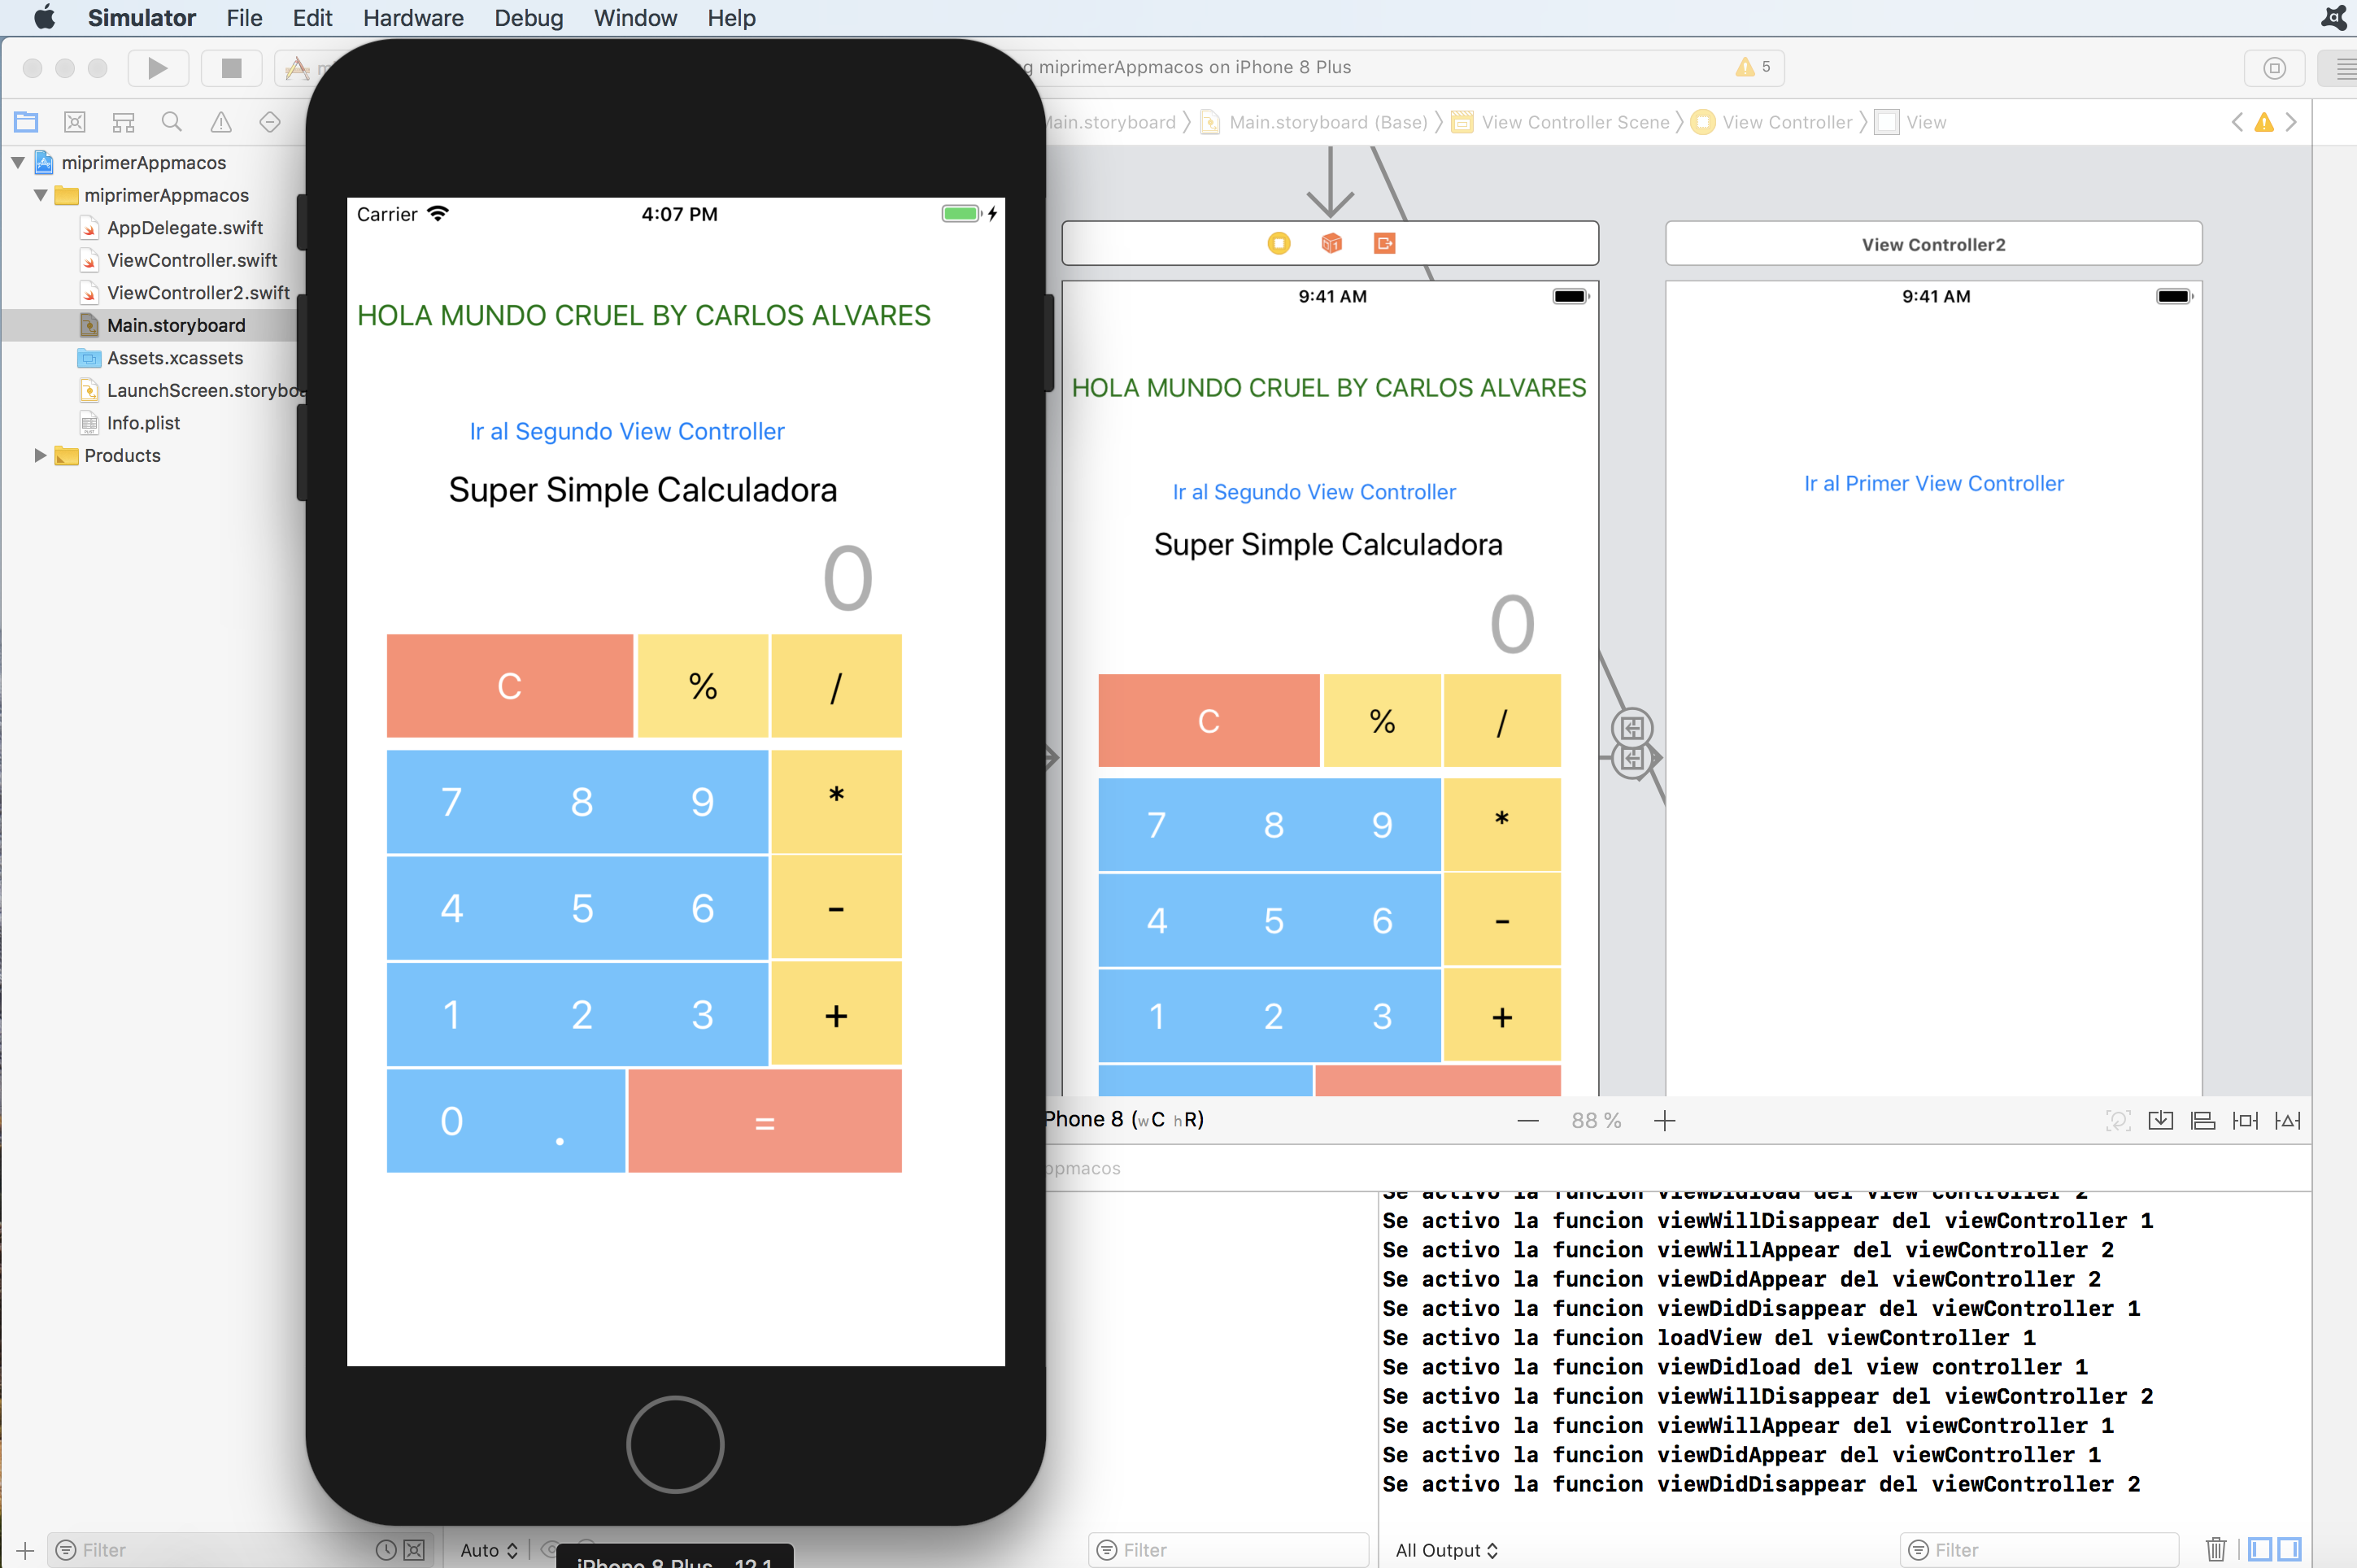 Simulator File Edit Hardware Debug Window Help
miprimerAppmacos on iPhone 8 Plus
5
Main.storyboard
Main.storyboard (Base)
View Controller Scene
View Controller
View
miprimerAppmacos
miprimerAppmacos
AppDelegate.swift
ViewController.swift
ViewController2.swift
Main.storyboard
Assets.xcassets
LaunchScreen.storyboa
Info.plist
Products
Carrier
4:07 PM
HOLA MUNDO CRUEL BY CARLOS ALVARES
Ir al Segundo View Controller
Super Simple Calculadora
0
C % /
7 8 9 *
4 5 6 -
1 2 3 +
0 . =
9:41 AM
HOLA MUNDO CRUEL BY CARLOS ALVARES
Ir al Segundo View Controller
Super Simple Calculadora
0
C % /
7 8 9 *
4 5 6 -
1 2 3 +
View Controller2
9:41 AM
Ir al Primer View Controller
Phone 8 (wC hR)
88 %
ppmacos
Se activo la funcion viewDidload del view controller 2
Se activo la funcion viewWillDisappear del viewController 1
Se activo la funcion viewWillAppear del viewController 2
Se activo la funcion viewDidAppear del viewController 2
Se activo la funcion viewDidDisappear del viewController 1
Se activo la funcion loadView del viewController 1
Se activo la funcion viewDidload del view controller 1
Se activo la funcion viewWillDisappear del viewController 2
Se activo la funcion viewWillAppear del viewController 1
Se activo la funcion viewDidAppear del viewController 1
Se activo la funcion viewDidDisappear del viewController 2
Filter
Auto
Filter
All Output
Filter
iPhone 8 Plus - 12.1